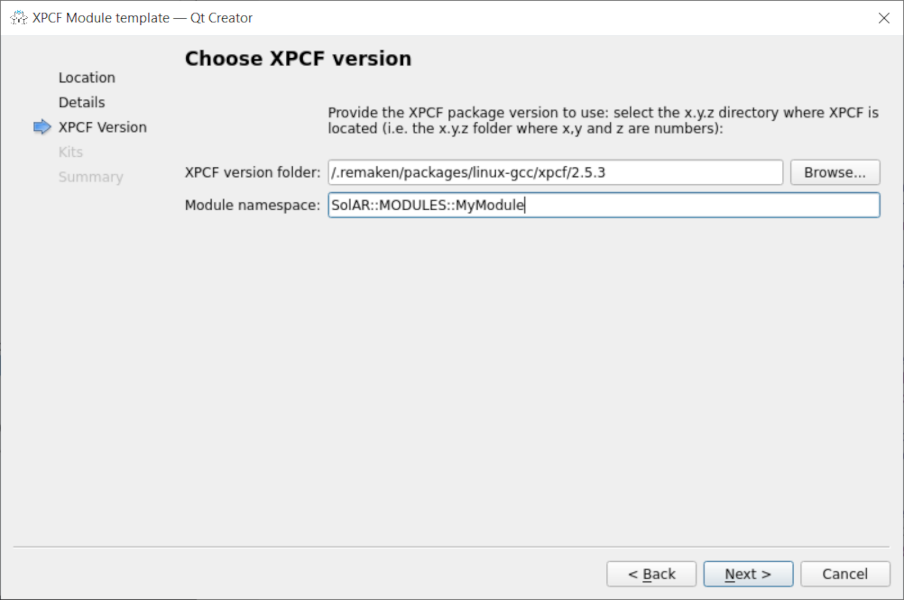 XPCF Module template — Qt Creator
Location
Details
XPCF Version
Kits
Summary
Choose XPCF version
Provide the XPCF package version to use: select the x.y.z directory where XPCF is
located (i.e. the x.y.z folder where x,y and z are numbers):
XPCF version folder: /.remaken/packages/linux-gcc/xpcf/2.5.3 Browse...
Module namespace: SolAR::MODULES::MyModule
< Back Next > Cancel